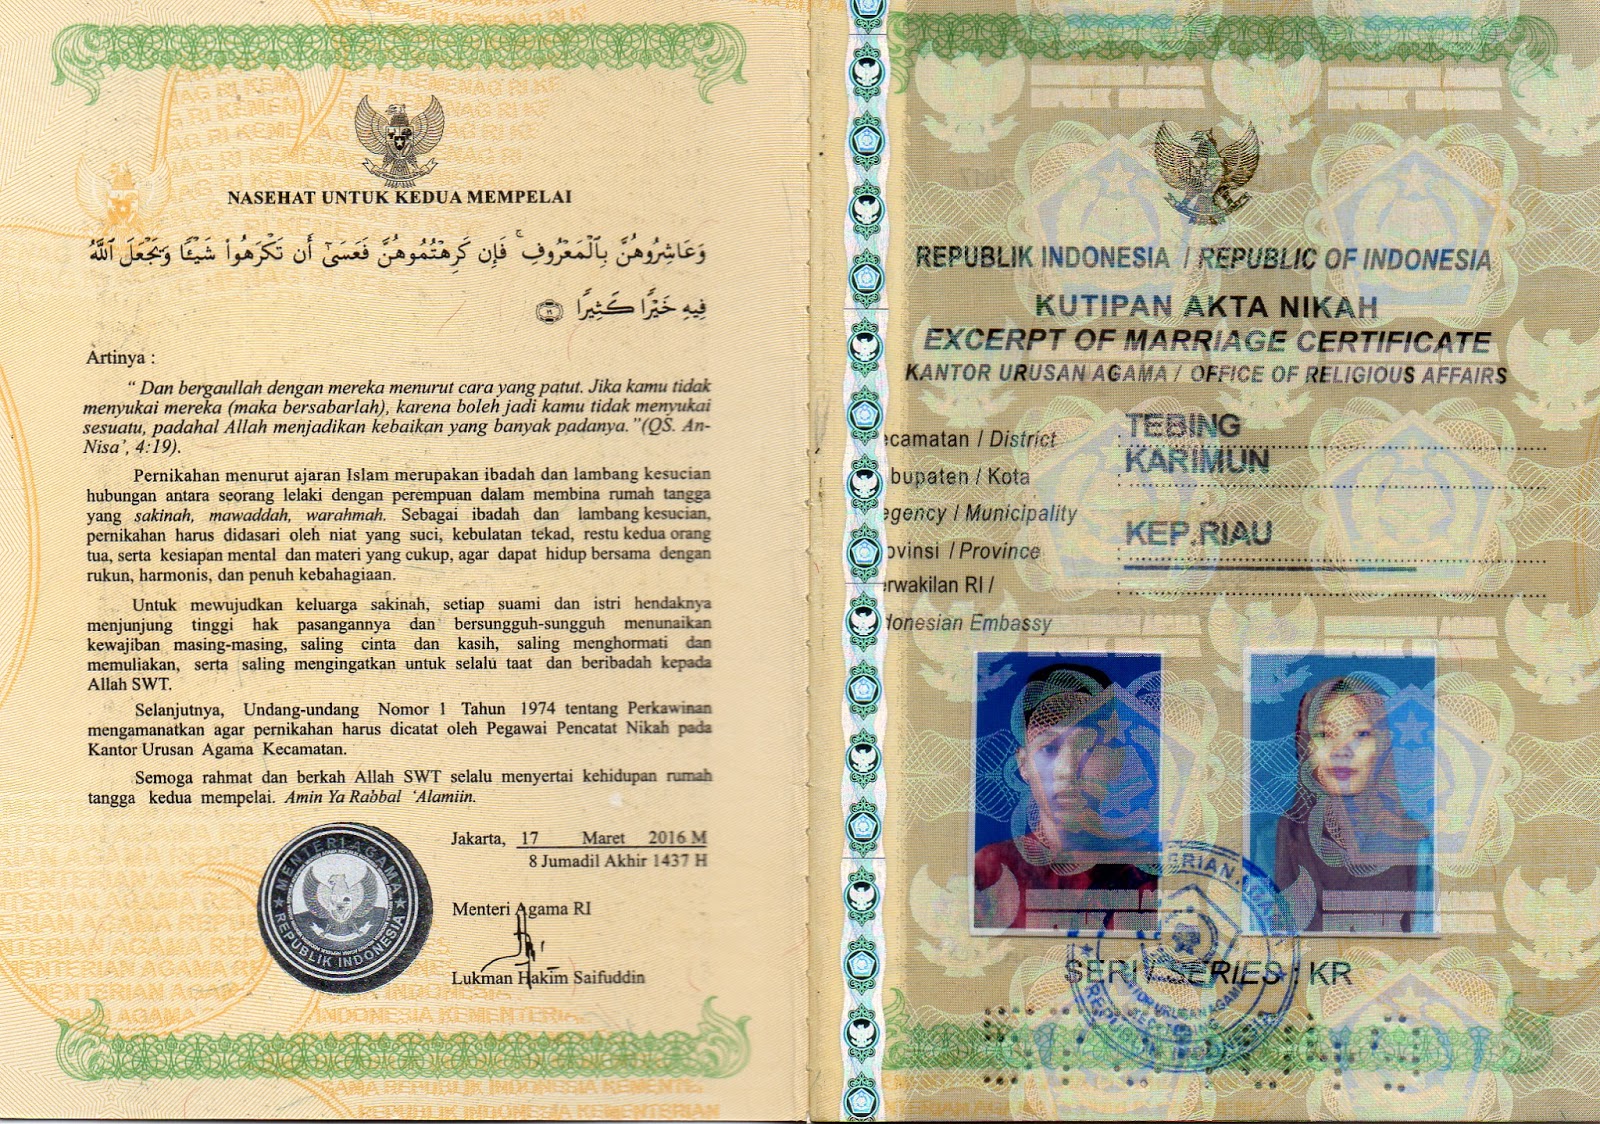 NASEHAT UNTUK KEDUA MEMPELAI
وَعَاشِرُوهُنَّ بِٱلْمَعْرُوفِ ۚ فَإِن كَرِهْتُمُوهُنَّ فَعَسَىٰٓ أَن تَكْرَهُوا۟ شَيْـًٔا وَيَجْعَلَ ٱللَّهُ
فِيهِ خَيْرًا كَثِيرًا ١٩
Artinya :
“ Dan bergaullah dengan mereka menurut cara yang patut. Jika kamu tidak
menyukai mereka (maka bersabarlah), karena boleh jadi kamu tidak menyukai
sesuatu, padahal Allah menjadikan kebaikan yang banyak padanya.”(QS. An-
Nisa’, 4:19).
Pernikahan menurut ajaran Islam merupakan ibadah dan lambang kesucian
hubungan antara seorang lelaki dengan perempuan dalam membina rumah tangga
yang sakinah, mawaddah, warahmah. Sebagai ibadah dan lambang kesucian,
pernikahan harus didasari oleh niat yang suci, kebulatan tekad, restu kedua orang
tua, serta kesiapan mental dan materi yang cukup, agar dapat hidup bersama dengan
rukun, harmonis, dan penuh kebahagiaan.
Untuk mewujudkan keluarga sakinah, setiap suami dan istri hendaknya
menjunjung tinggi hak pasangannya dan bersungguh-sungguh menunaikan
kewajiban masing-masing, saling cinta dan kasih, saling menghormati dan
memuliakan, serta saling mengingatkan untuk selalu taat dan beribadah kepada
Allah SWT.
Selanjutnya, Undang-undang Nomor 1 Tahun 1974 tentang Perkawinan
mengamanatkan agar pernikahan harus dicatat oleh Pegawai Pencatat Nikah pada
Kantor Urusan Agama Kecamatan.
Semoga rahmat dan berkah Allah SWT selalu menyertai kehidupan rumah
tangga kedua mempelai. Amin Ya Rabbal ‘Alamiin.
Jakarta, 17 Maret 2016 M
8 Jumadil Akhir 1437 H
Menteri Agama RI
Lukman Hakim Saifuddin
MENTERI AGAMA
REPUBLIK INDONESIA
REPUBLIK INDONESIA / REPUBLIC OF INDONESIA
KUTIPAN AKTA NIKAH
EXCERPT OF MARRIAGE CERTIFICATE
KANTOR URUSAN AGAMA / OFFICE OF RELIGIOUS AFFAIRS
ecamatan / District : TEBING
bupaten / Kota : KARIMUN
egency / Municipality
ovinsi / Province : KEP.RIAU
erwakilan RI / :
donesian Embassy
SERI / SERIES : KR